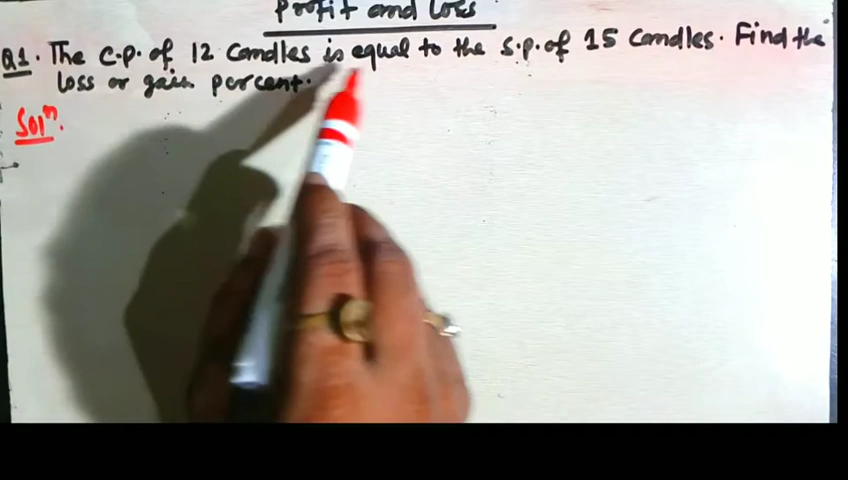 Profit and Loss
Q1. The C.P. of 12 Candles is equal to the S.P. of 15 Candles. Find the
loss or gain percent.
Solⁿ.